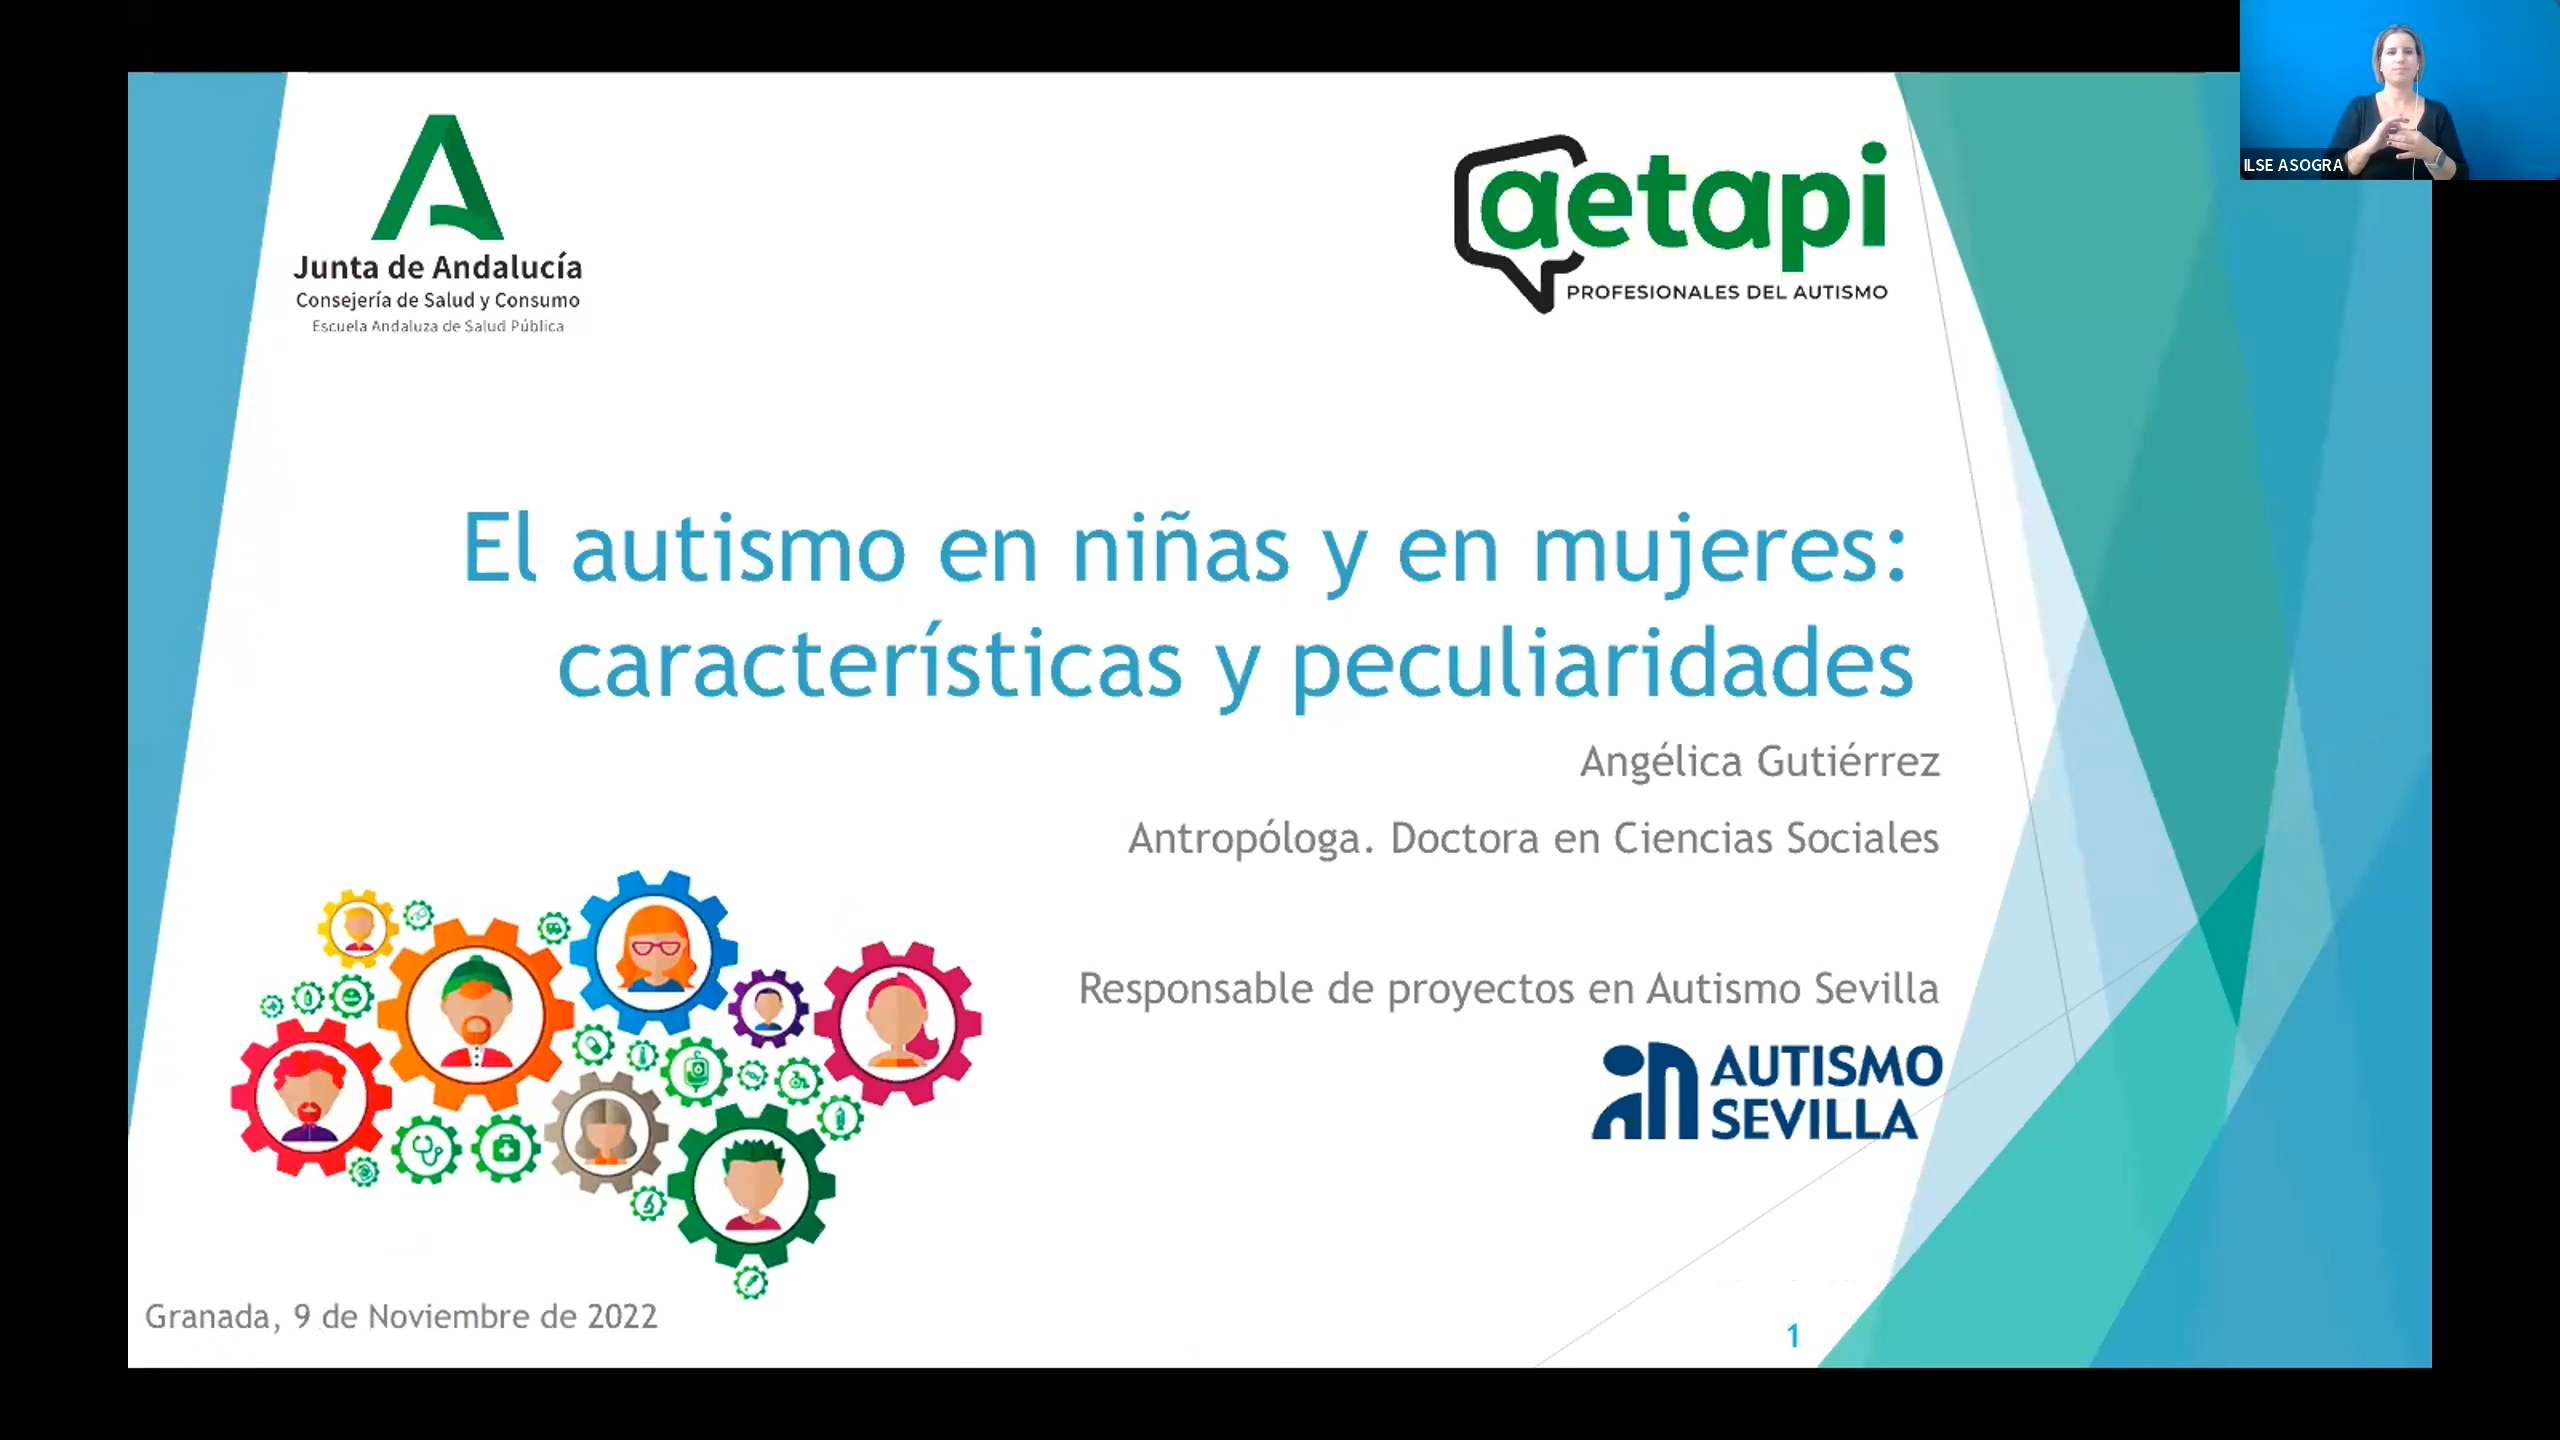 ILSE ASOGRA
Junta de Andalucía
Consejería de Salud y Consumo
Escuela Andaluza de Salud Pública
aetapi
PROFESIONALES DEL AUTISMO
El autismo en niñas y en mujeres:
características y peculiaridades
Angélica Gutiérrez
Antropóloga. Doctora en Ciencias Sociales
Responsable de proyectos en Autismo Sevilla
AUTISMO
SEVILLA
Granada, 9 de Noviembre de 2022
1